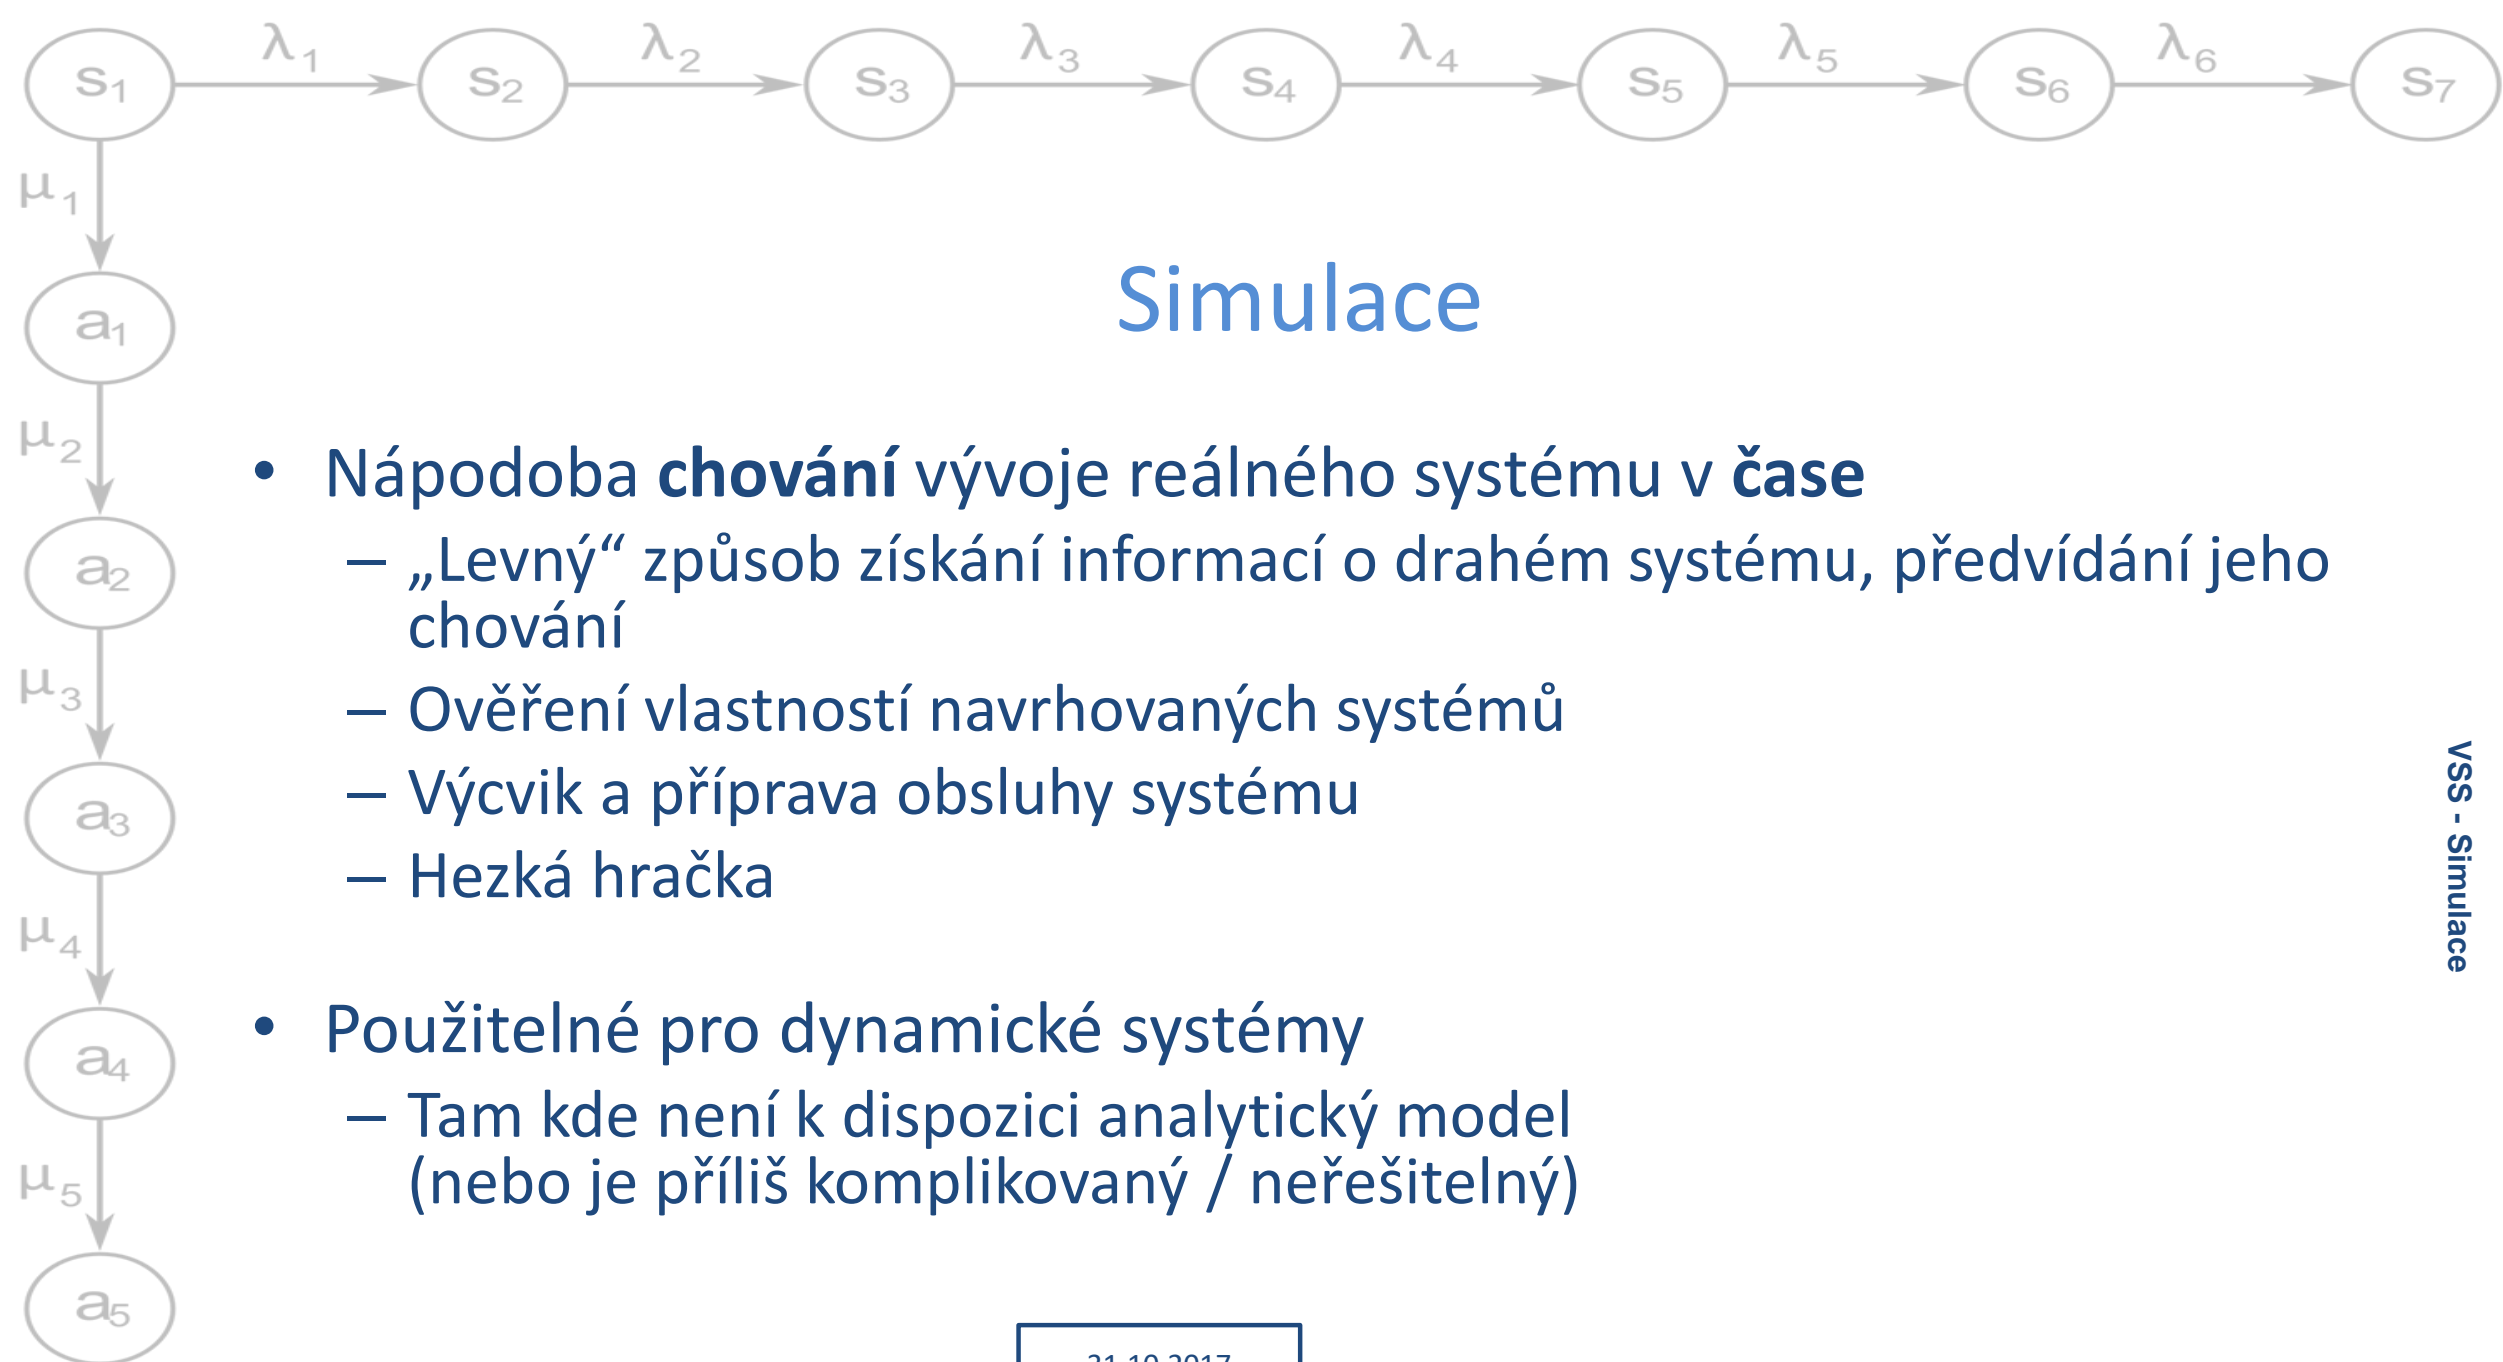 s1 λ1 s2 λ2 s3 λ3 s4 λ4 s5 λ5 s6 λ6 s7
μ1
a1
μ2
a2
μ3
a3
μ4
a4
μ5
a5
Simulace
• Nápodoba chování vývoje reálného systému v čase
– „Levný“ způsob získání informací o drahém systému, předvídání jeho
chování
– Ověření vlastností navrhovaných systémů
– Výcvik a příprava obsluhy systému
– Hezká hračka
• Použitelné pro dynamické systémy
– Tam kde není k dispozici analytický model
(nebo je příliš komplikovaný / neřešitelný)
VSS - Simulace
31.10.2017